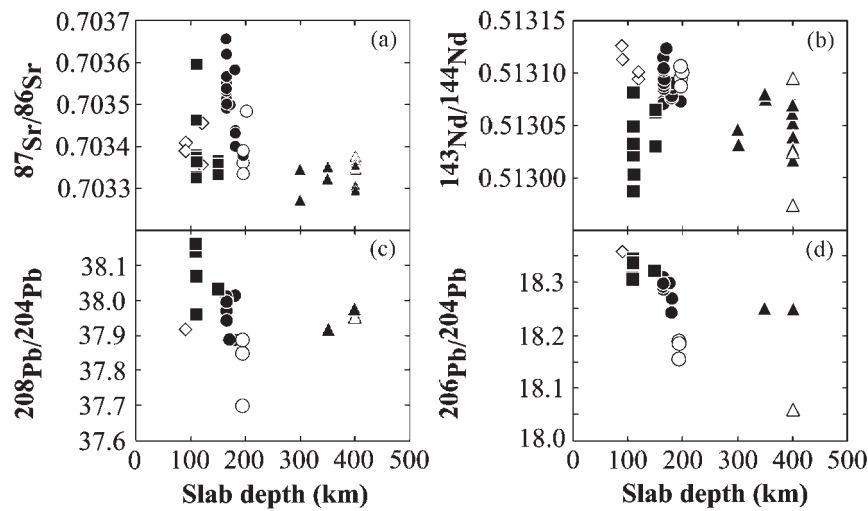 (a)
0.7037
0.7036
0.7035
0.7034
0.7033
87Sr/86Sr
(b)
0.51315
0.51310
0.51305
0.51300
143Nd/144Nd
(c)
38.1
38.0
37.9
37.8
37.7
37.6
208Pb/204Pb
0 100 200 300 400 500
Slab depth (km)
(d)
18.3
18.2
18.1
18.0
206Pb/204Pb
0 100 200 300 400 500
Slab depth (km)